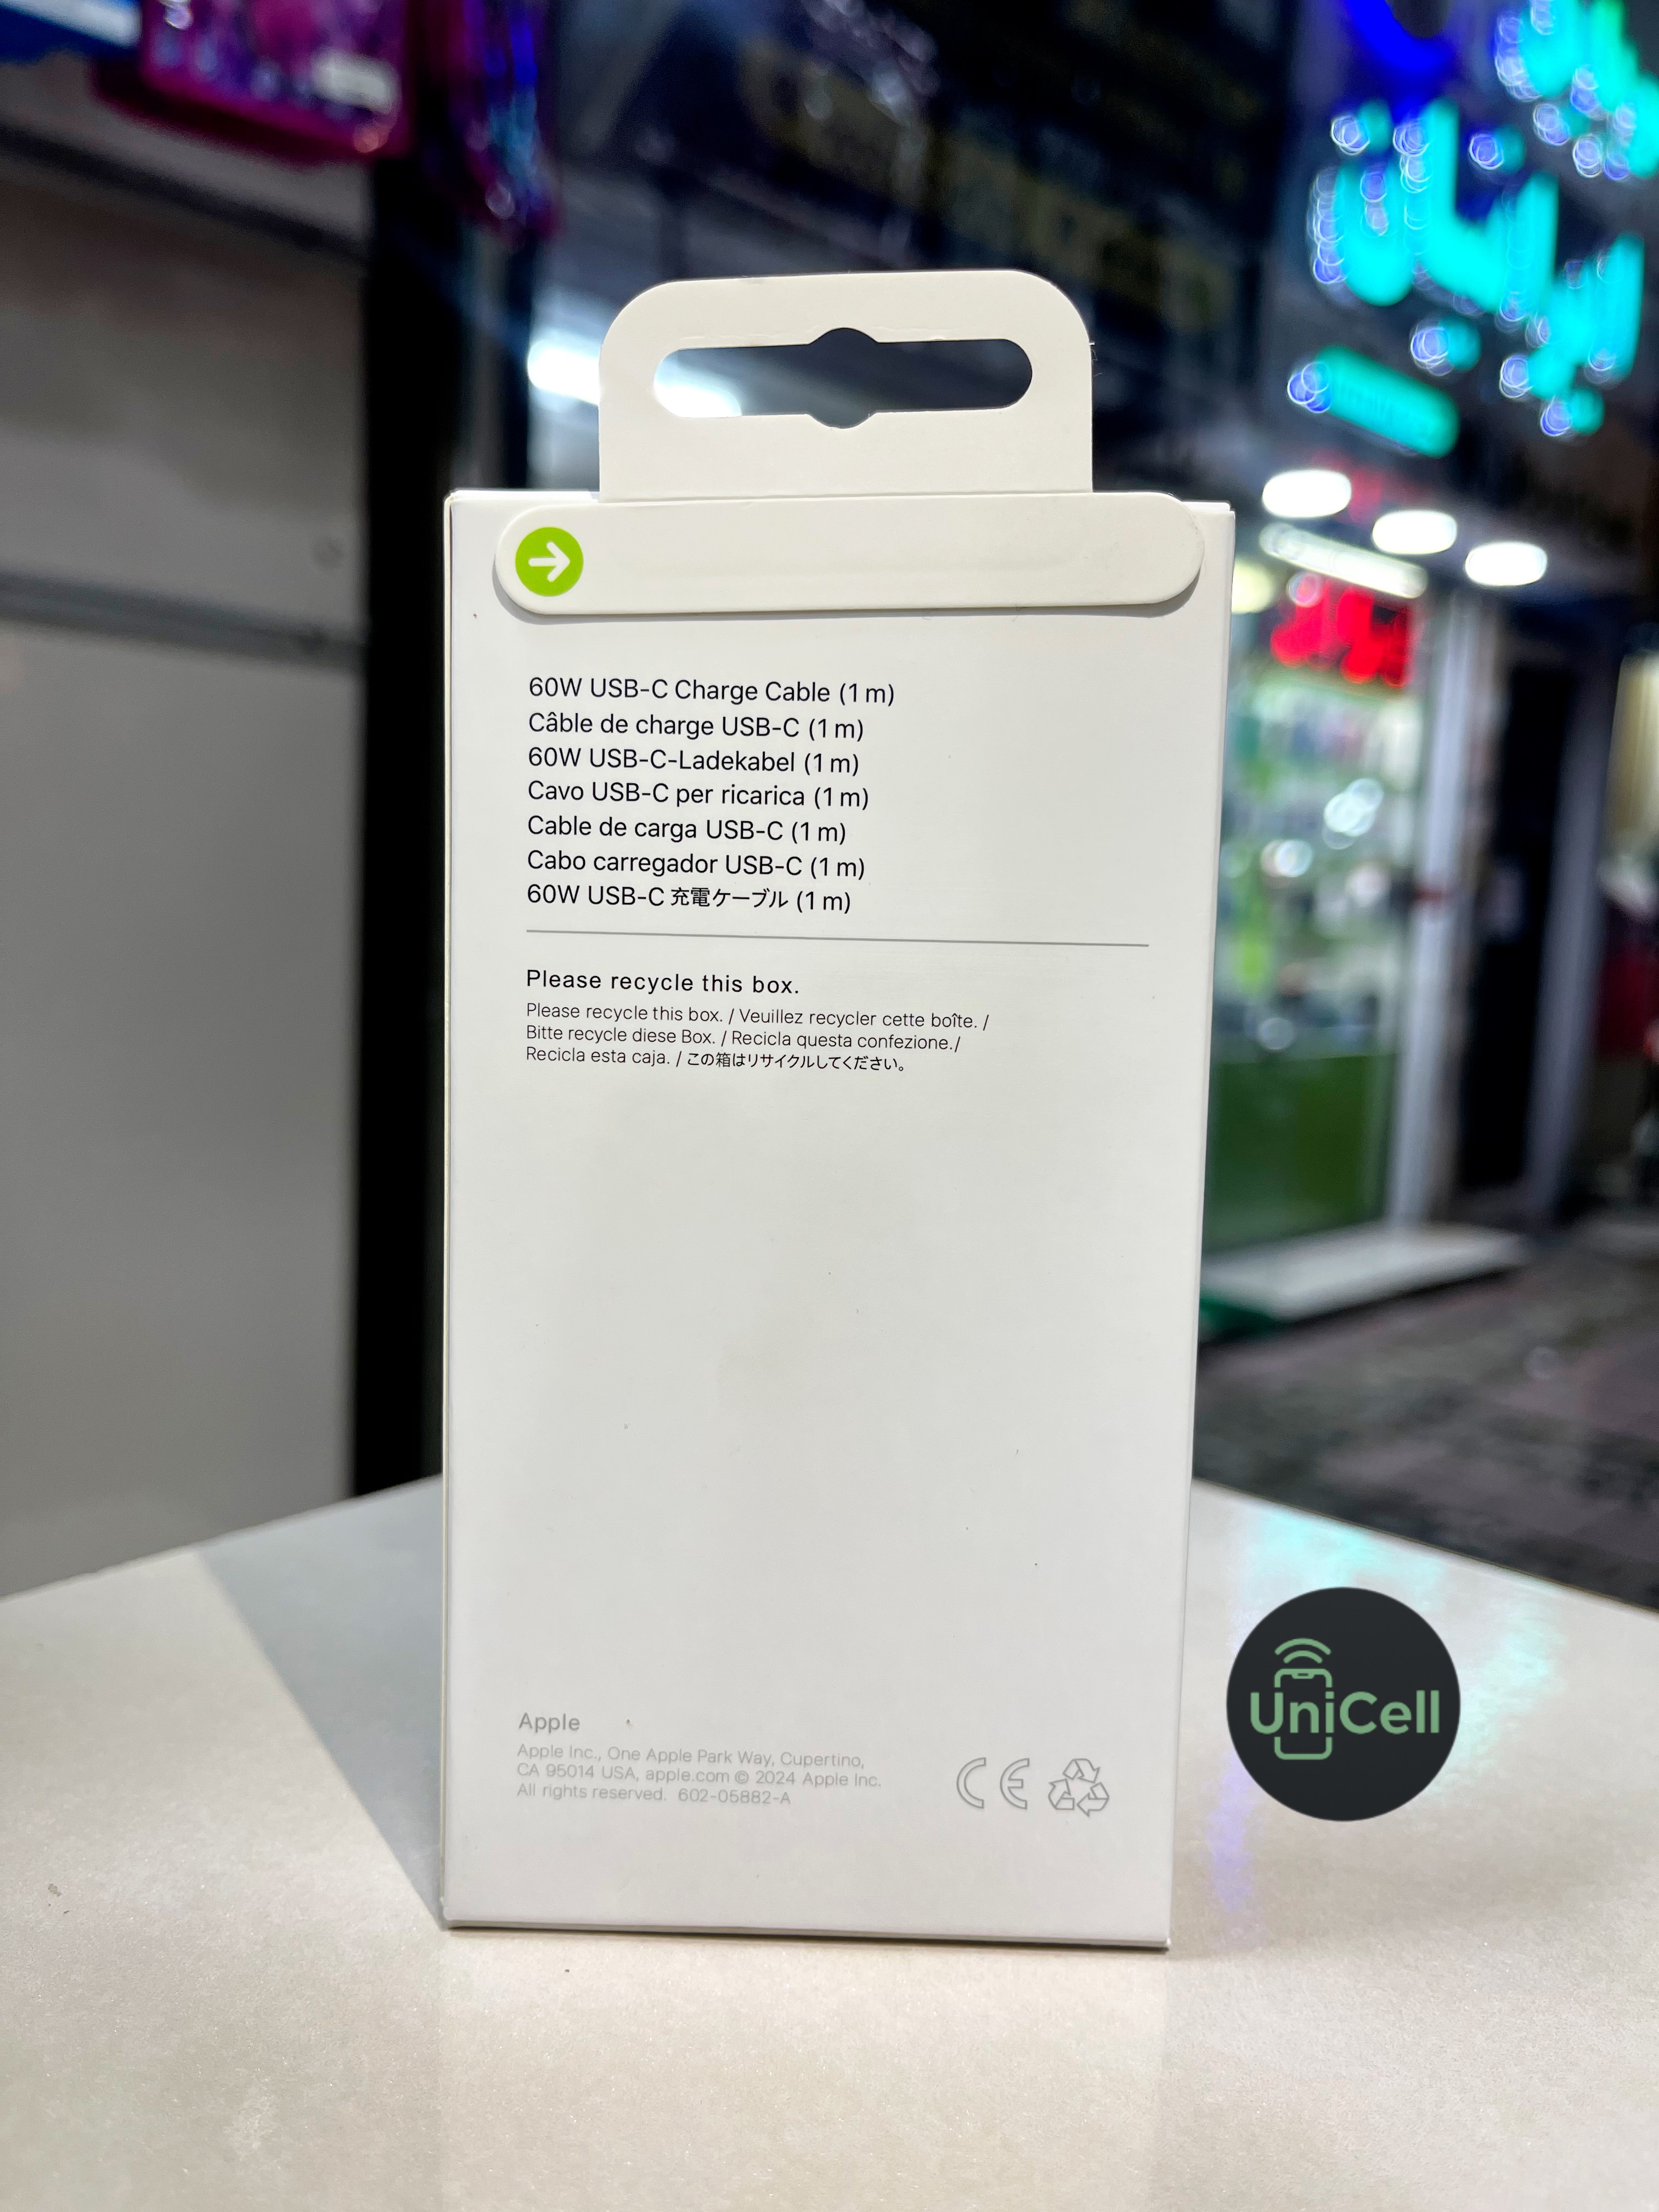 60W USB-C Charge Cable (1 m)
Câble de charge USB-C (1 m)
60W USB-C-Ladekabel (1 m)
Cavo USB-C per ricarica (1 m)
Cable de carga USB-C (1 m)
Cabo carregador USB-C (1 m)
60W USB-C 充電ケーブル (1 m)
Please recycle this box.
Please recycle this box. / Veuillez recycler cette boîte. /
Bitte recycle diese Box. / Recicla questa confezione./
Recicla esta caja. / この箱はリサイクルしてください。
Apple
Apple Inc., One Apple Park Way, Cupertino,
CA 95014 USA, apple.com © 2024 Apple Inc.
All rights reserved. 602-05882-A
CE
UniCell